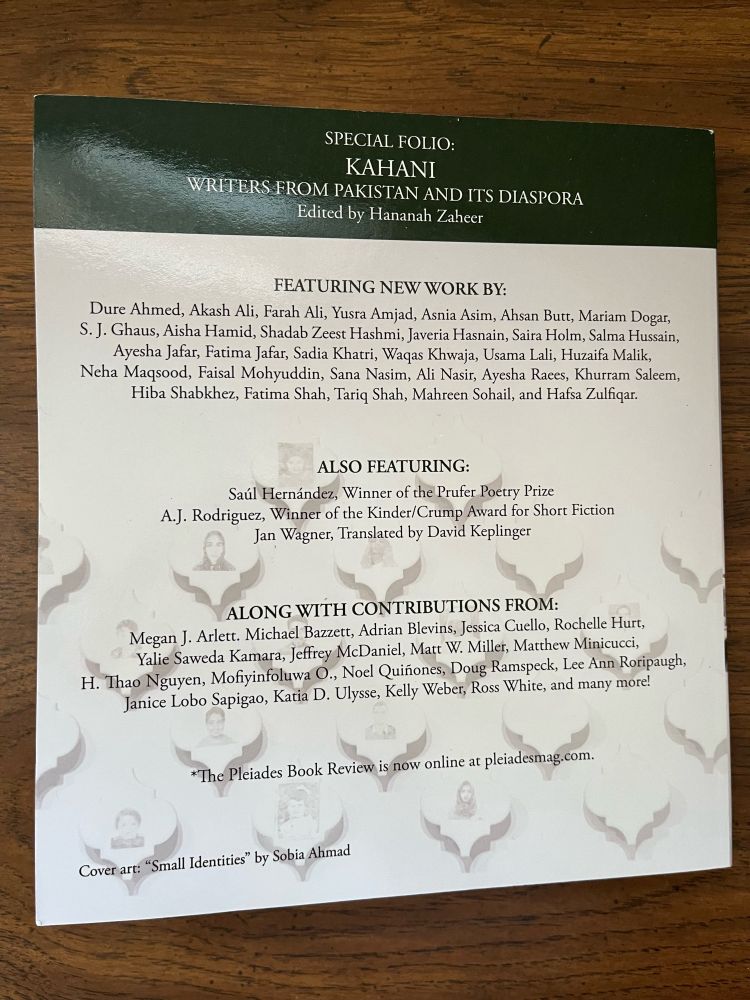 SPECIAL FOLIO:
KAHANI
WRITERS FROM PAKISTAN AND ITS DIASPORA
Edited by Hananah Zaheer
FEATURING NEW WORK BY:
Dure Ahmed, Akash Ali, Farah Ali, Yusra Amjad, Asnia Asim, Ahsan Butt, Mariam Dogar,
S. J. Ghaus, Aisha Hamid, Shadab Zeest Hashmi, Javeria Hasnain, Saira Holm, Salma Hussain,
Ayesha Jafar, Fatima Jafar, Sadia Khatri, Waqas Khwaja, Usama Lali, Huzaifa Malik,
Neha Maqsood, Faisal Mohyuddin, Sana Nasim, Ali Nasir, Ayesha Raees, Khurram Saleem,
Hiba Shabkhez, Fatima Shah, Tariq Shah, Mahreen Sohail, and Hafsa Zulfiqar.
ALSO FEATURING:
Saúl Hernández, Winner of the Prufer Poetry Prize
A.J. Rodriguez, Winner of the Kinder/Crump Award for Short Fiction
Jan Wagner, Translated by David Keplinger
ALONG WITH CONTRIBUTIONS FROM:
Megan J. Arlett. Michael Bazzett, Adrian Blevins, Jessica Cuello, Rochelle Hurt,
Yalie Saweda Kamara, Jeffrey McDaniel, Matt W. Miller, Matthew Minicucci,
H. Thao Nguyen, Mofiyinfoluwa O., Noel Quiñones, Doug Ramspeck, Lee Ann Roripaugh,
Janice Lobo Sapigao, Katia D. Ulysse, Kelly Weber, Ross White, and many more!
*The Pleiades Book Review is now online at pleiadesmag.com.
Cover art: “Small Identities” by Sobia Ahmad